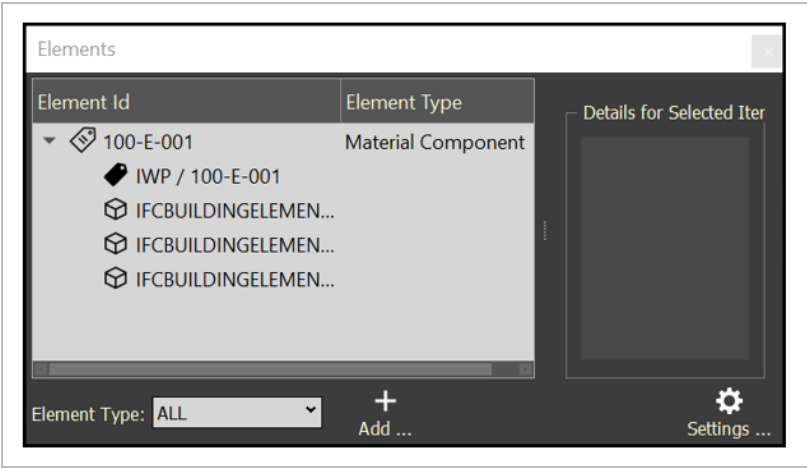 Elements
Element Id
Element Type
Details for Selected Iter
100-E-001
Material Component
IWP / 100-E-001
IFCBUILDINGELEMEN...
IFCBUILDINGELEMEN...
IFCBUILDINGELEMEN...
Element Type: ALL
Add ...
Settings ...